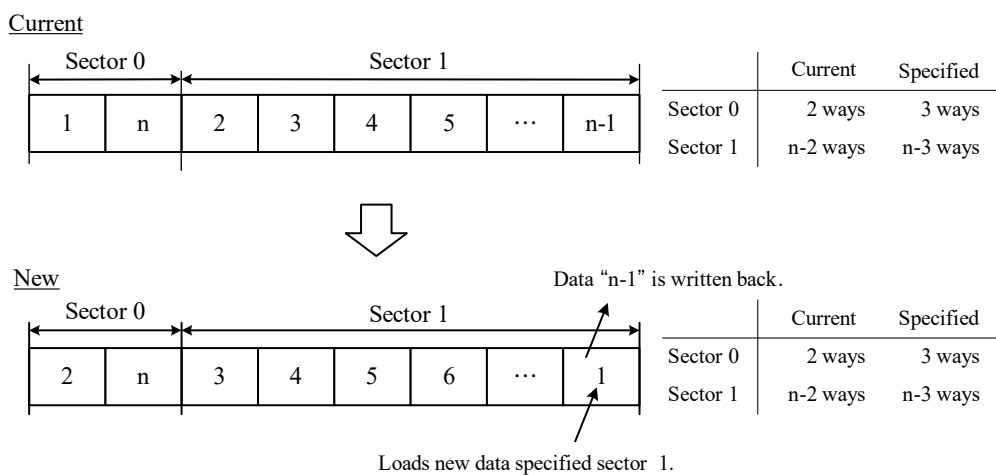 Current
Sector 0 Sector 1
1 n 2 3 4 5 ⋯ n-1
Current Specified
Sector 0 2 ways 3 ways
Sector 1 n-2 ways n-3 ways
New
Data “n-1” is written back.
Sector 0 Sector 1
2 n 3 4 5 6 ⋯ 1
Current Specified
Sector 0 2 ways 3 ways
Sector 1 n-2 ways n-3 ways
Loads new data specified sector 1.